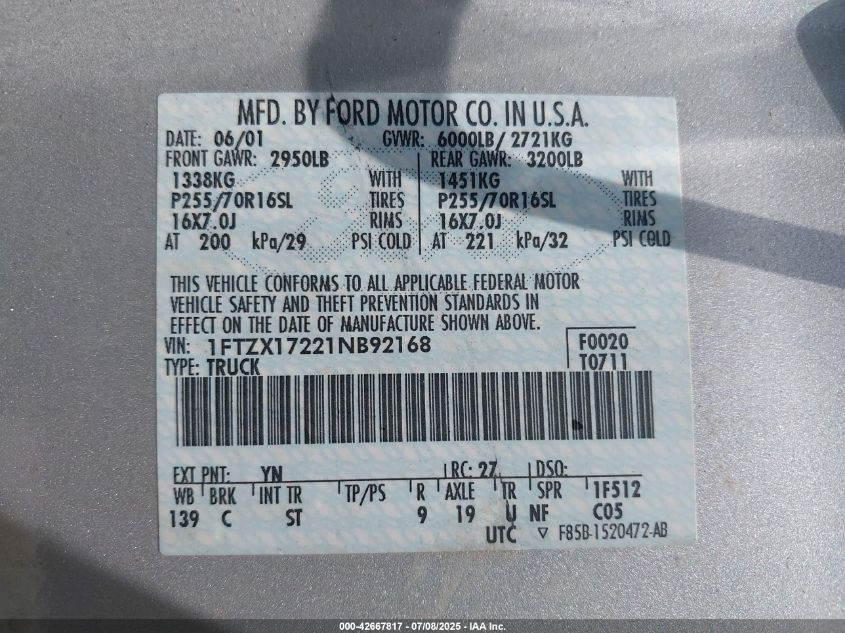 MFD. BY FORD MOTOR CO. IN U.S.A.
DATE: 06/01 GVWR: 6000LB/ 2721KG
FRONT GAWR: 2950LB REAR GAWR: 3200LB
1338KG WITH 1451KG WITH
P255/70R16SL TIRES P255/70R16SL TIRES
16X7.0J RIMS 16X7.0J RIMS
AT 200 kPa/29 PSI COLD AT 221 kPa/32 PSI COLD
THIS VEHICLE CONFORMS TO ALL APPLICABLE FEDERAL MOTOR
VEHICLE SAFETY AND THEFT PREVENTION STANDARDS IN
EFFECT ON THE DATE OF MANUFACTURE SHOWN ABOVE.
VIN: 1FTZX17221NB92168 F0020
TYPE: TRUCK T0711
EXT PNT: YN RC: 27 DSO:
WB BRK INT TR TP/PS R AXLE TR SPR 1F512
139 C ST 9 19 U NF C05
UTC ▽ F85B-1520472-AB
000-42667817 - 07/08/2025 - IAA Inc.